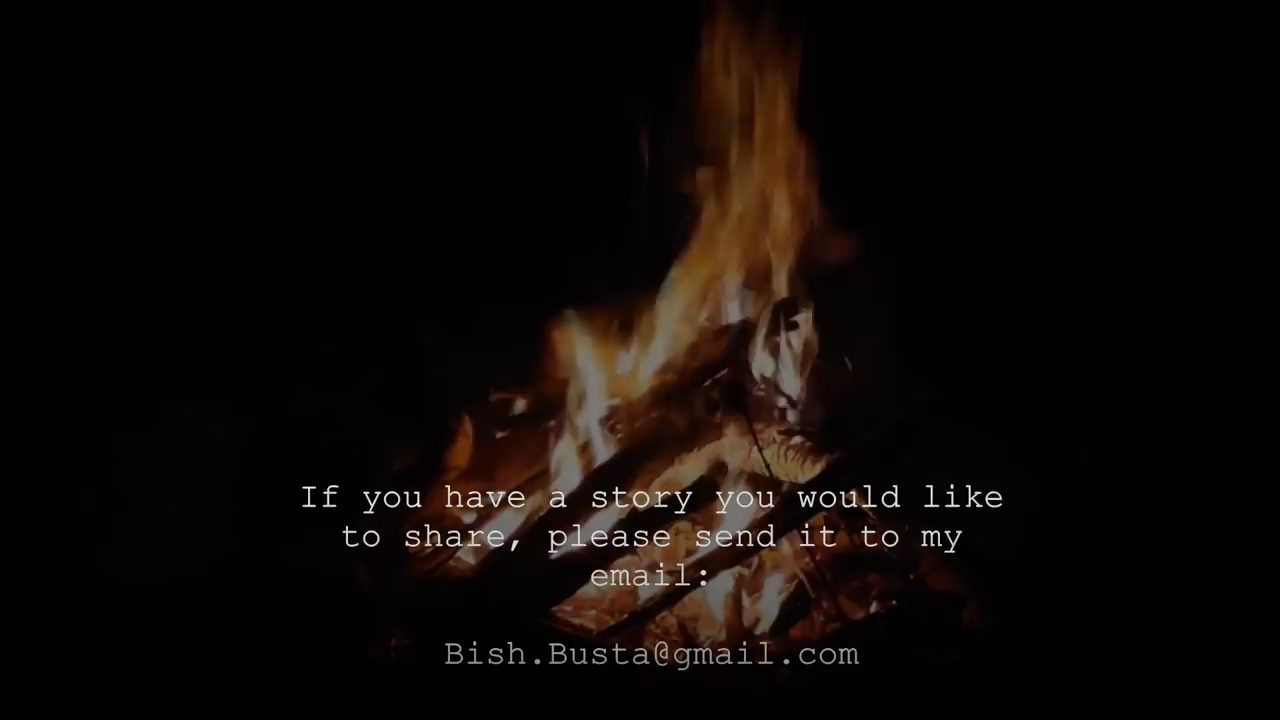 If you have a story you would like
to share, please send it to my
email:
Bish.Busta@gmail.com